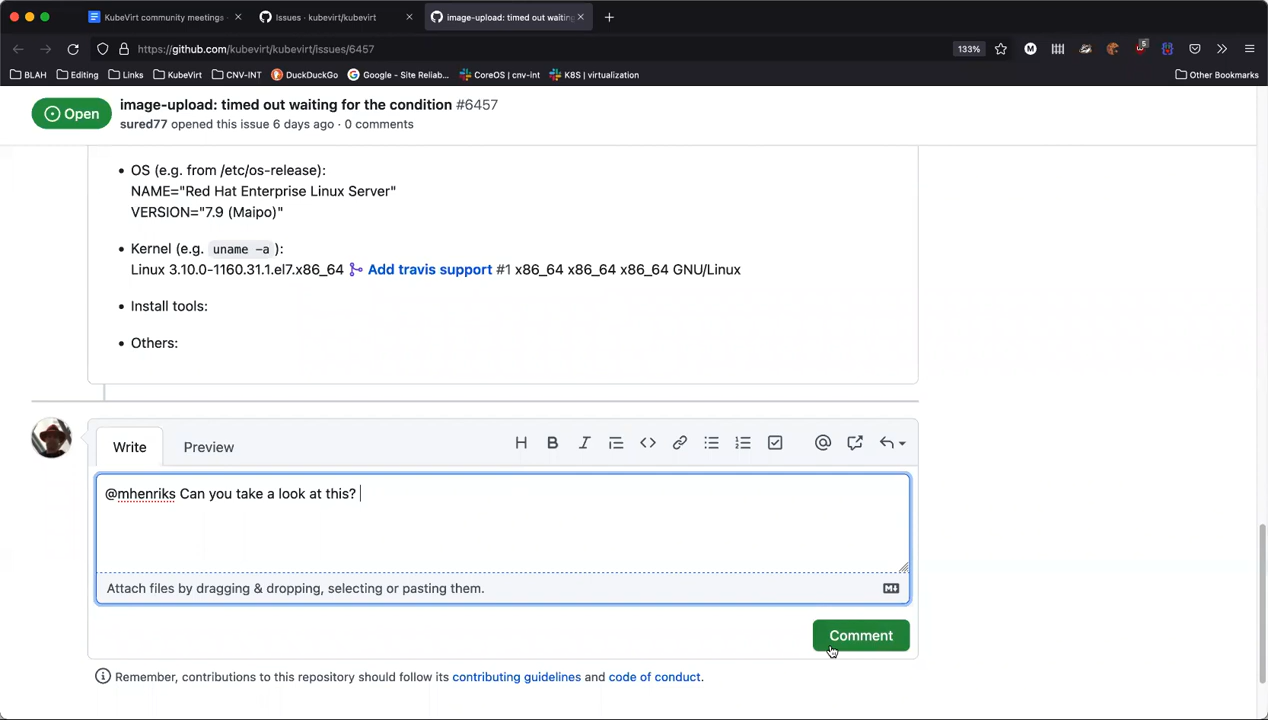 KubeVirt community meetings -
Issues · kubevirt/kubevirt
image-upload: timed out waiting
https://github.com/kubevirt/kubevirt/issues/6457
133%
M
5
BLAH
Editing
Links
KubeVirt
CNV-INT
DuckDuckGo
Google - Site Reliab...
CoreOS | cnv-int
K8S | virtualization
Other Bookmarks
Open
image-upload: timed out waiting for the condition #6457
sured77 opened this issue 6 days ago · 0 comments
• OS (e.g. from /etc/os-release):
NAME="Red Hat Enterprise Linux Server"
VERSION="7.9 (Maipo)"
• Kernel (e.g. uname -a ):
Linux 3.10.0-1160.31.1.el7.x86_64 Add travis support #1 x86_64 x86_64 x86_64 GNU/Linux
• Install tools:
• Others:
Write
Preview
H B I
@mhenriks Can you take a look at this?
Attach files by dragging & dropping, selecting or pasting them.
Comment
Remember, contributions to this repository should follow its contributing guidelines and code of conduct.